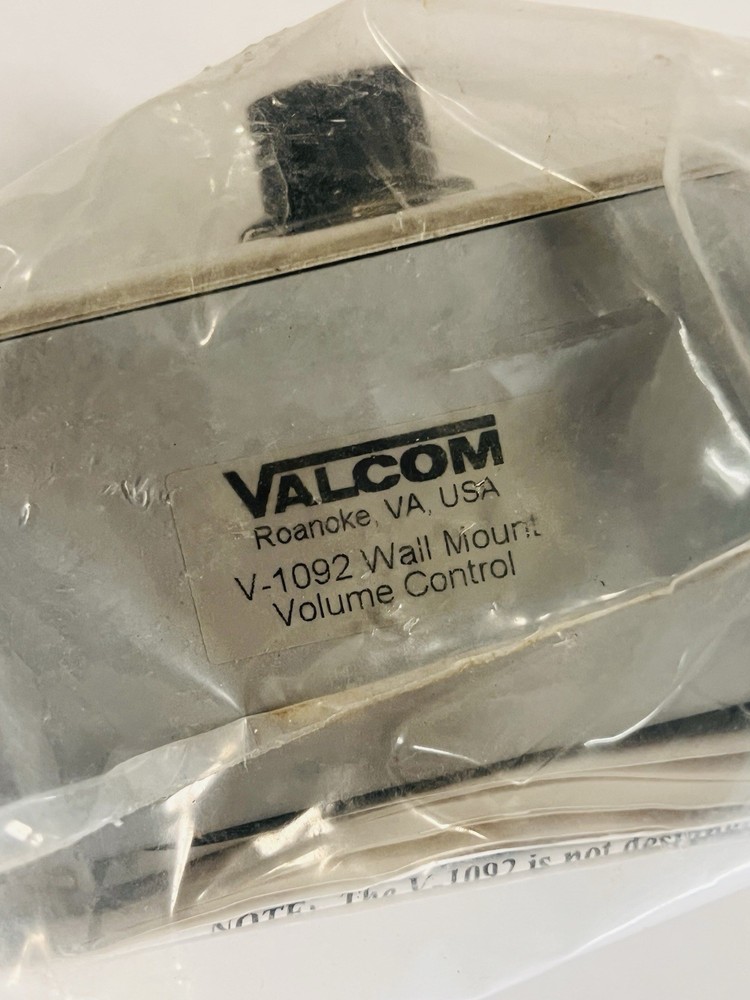 VALCOM
Roanoke, VA, USA
V-1092 Wall Mount
Volume Control
NOTE: The V-1092 is not